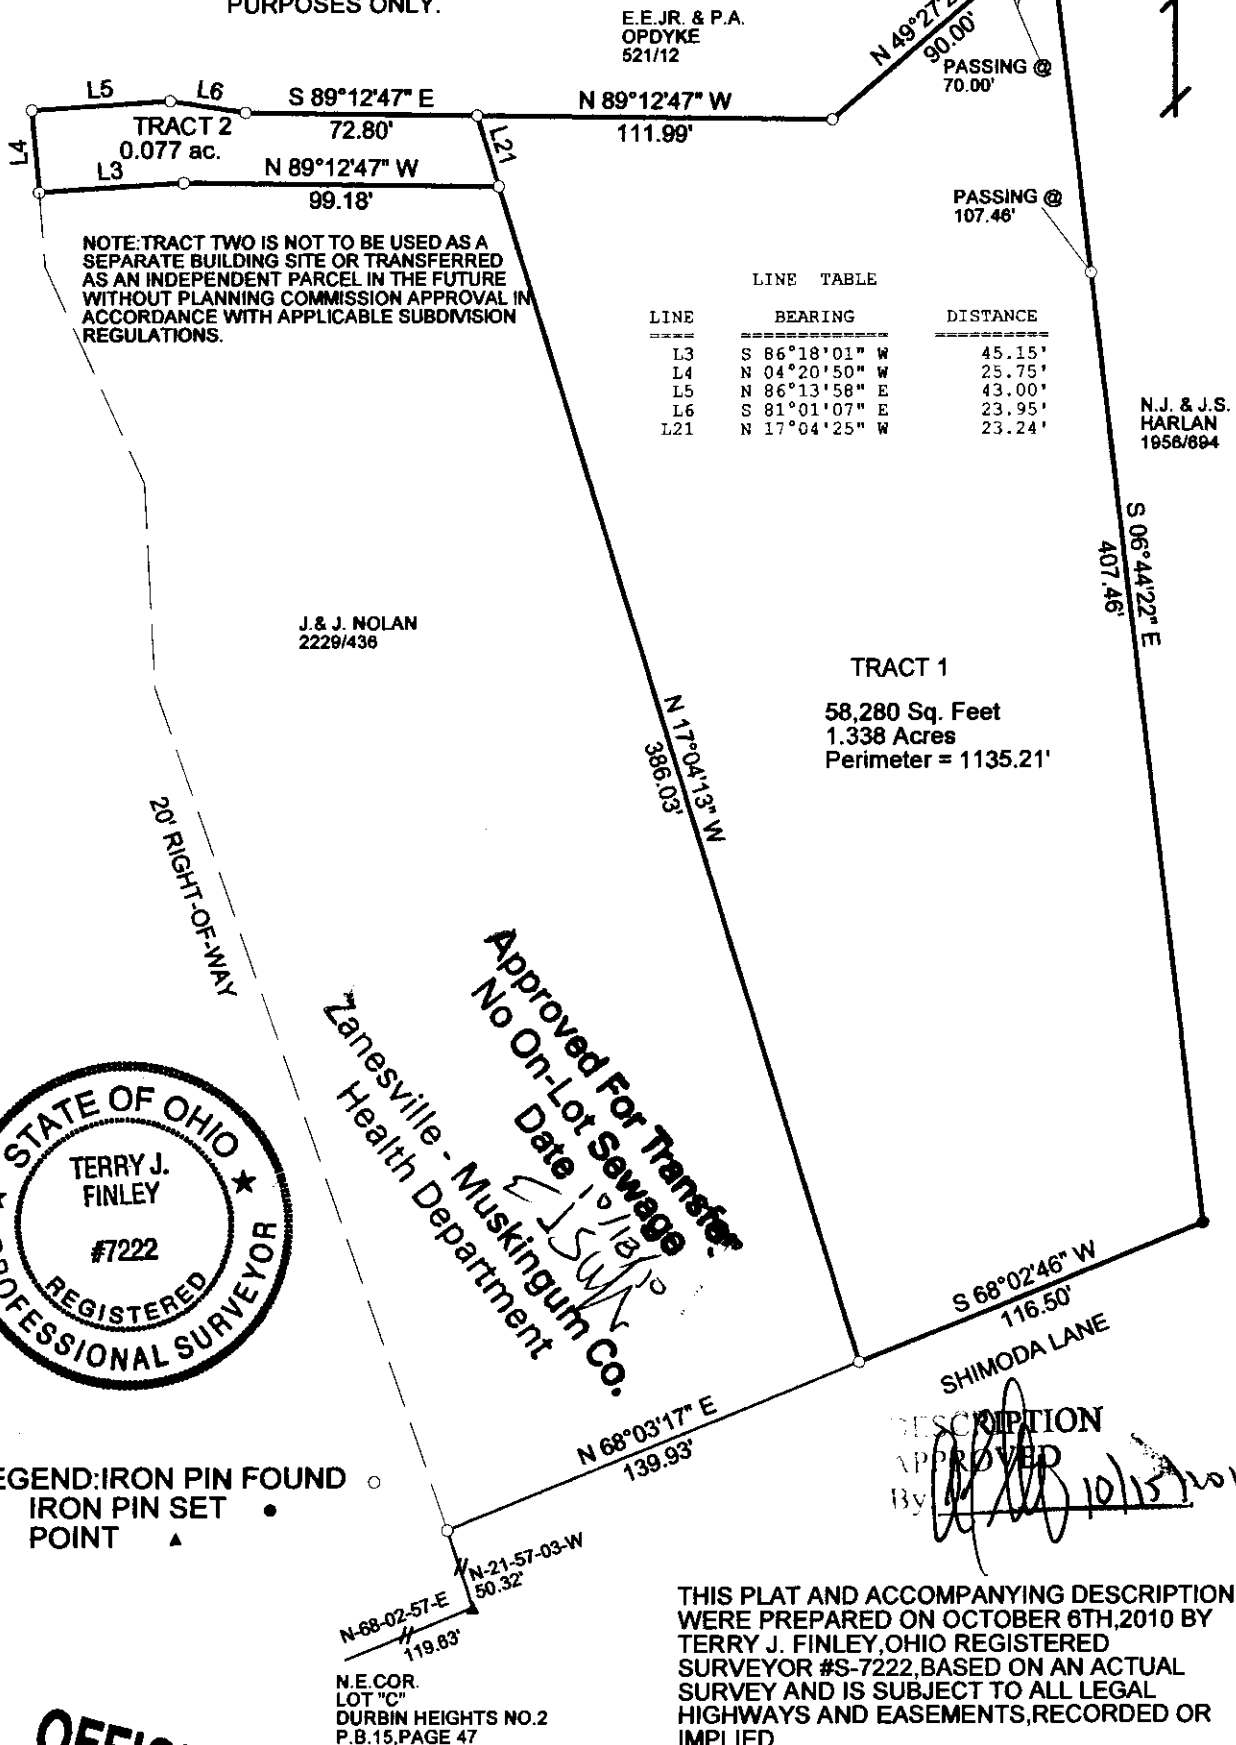 PURPOSES ONLY.
E.E.JR. & P.A.
OPDYKE
521/12
90.00'
PASSING @
70.00'
L5
L6
S 89°12'47" E
72.80'
N 89°12'47" W
111.99'
TRACT 2
0.077 ac.
L4
L3
N 89°12'47" W
99.18'
L21
PASSING @
107.46'
NOTE:TRACT TWO IS NOT TO BE USED AS A
SEPARATE BUILDING SITE OR TRANSFERRED
AS AN INDEPENDENT PARCEL IN THE FUTURE
WITHOUT PLANNING COMMISSION APPROVAL IN
ACCORDANCE WITH APPLICABLE SUBDIVISION
REGULATIONS.
LINE TABLE
LINE BEARING DISTANCE
L3 S 86°18'01" W 45.15'
L4 N 04°20'50" W 25.75'
L5 N 86°13'58" E 43.00'
L6 S 81°01'07" E 23.95'
L21 N 17°04'25" W 23.24'
N.J. & J.S.
HARLAN
1956/694
S 06°44'22" E
407.46'
J.& J. NOLAN
2229/436
TRACT 1
58,280 Sq. Feet
1.338 Acres
Perimeter = 1135.21'
N 17°04'13" W
386.03'
20' RIGHT-OF-WAY
Approved For Transfer.
No On-Lot Sewage
Date 10/18/10
Zanesville - Muskingum Co.
Health Department
STATE OF OHIO
TERRY J.
FINLEY
#7222
REGISTERED
PROFESSIONAL SURVEYOR
S 68°02'46" W
116.50'
SHIMODA LANE
N 68°03'17" E
139.93'
DESCRIPTION
APPROVED
By 10/15/201
EGEND:IRON PIN FOUND
IRON PIN SET
POINT
N-21-57-03-W
50.32'
N-68-02-57-E
119.63'
N.E.COR.
LOT "C"
DURBIN HEIGHTS NO.2
P.B.15,PAGE 47
THIS PLAT AND ACCOMPANYING DESCRIPTION
WERE PREPARED ON OCTOBER 6TH,2010 BY
TERRY J. FINLEY,OHIO REGISTERED
SURVEYOR #S-7222,BASED ON AN ACTUAL
SURVEY AND IS SUBJECT TO ALL LEGAL
HIGHWAYS AND EASEMENTS,RECORDED OR
IMPLIED